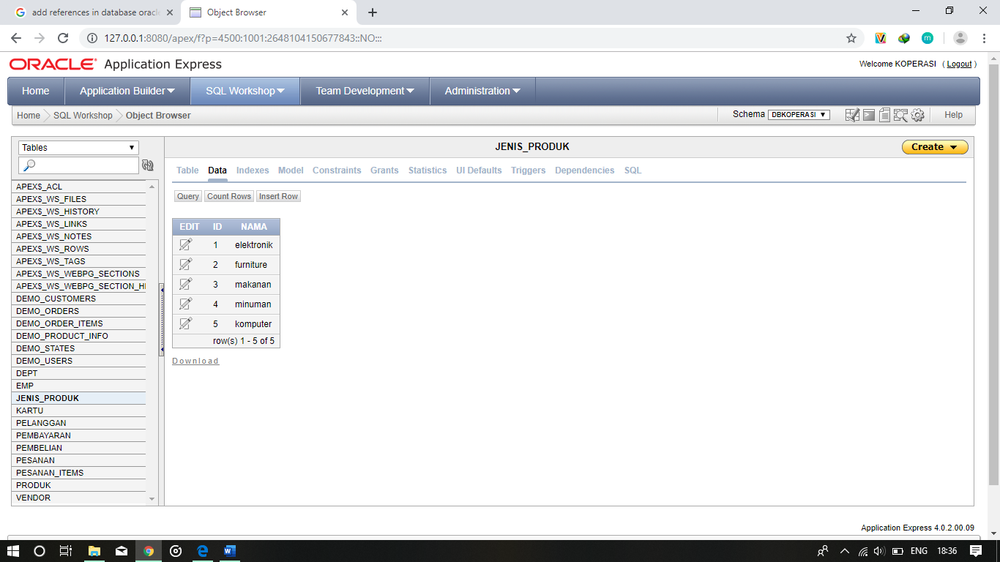 add references in database oracle
Object Browser
127.0.0.1:8080/apex/f?p=4500:1001:2648104150677843::NO:::
ORACLE Application Express
Welcome KOPERASI ( Logout )
Home Application Builder SQL Workshop Team Development Administration
Home SQL Workshop Object Browser
Schema DBKOPERASI Help
Tables
APEX$_ACL
APEX$_WS_FILES
APEX$_WS_HISTORY
APEX$_WS_LINKS
APEX$_WS_NOTES
APEX$_WS_ROWS
APEX$_WS_TAGS
APEX$_WS_WEBPG_SECTIONS
APEX$_WS_WEBPG_SECTION_HI
DEMO_CUSTOMERS
DEMO_ORDERS
DEMO_ORDER_ITEMS
DEMO_PRODUCT_INFO
DEMO_STATES
DEMO_USERS
DEPT
EMP
JENIS_PRODUK
KARTU
PELANGGAN
PEMBAYARAN
PEMBELIAN
PESANAN
PESANAN_ITEMS
PRODUK
VENDOR
JENIS_PRODUK
Create
Table Data Indexes Model Constraints Grants Statistics UI Defaults Triggers Dependencies SQL
Query Count Rows Insert Row
EDIT ID NAMA
1 elektronik
2 furniture
3 makanan
4 minuman
5 komputer
row(s) 1 - 5 of 5
Download
Application Express 4.0.2.00.09
ENG 18:36